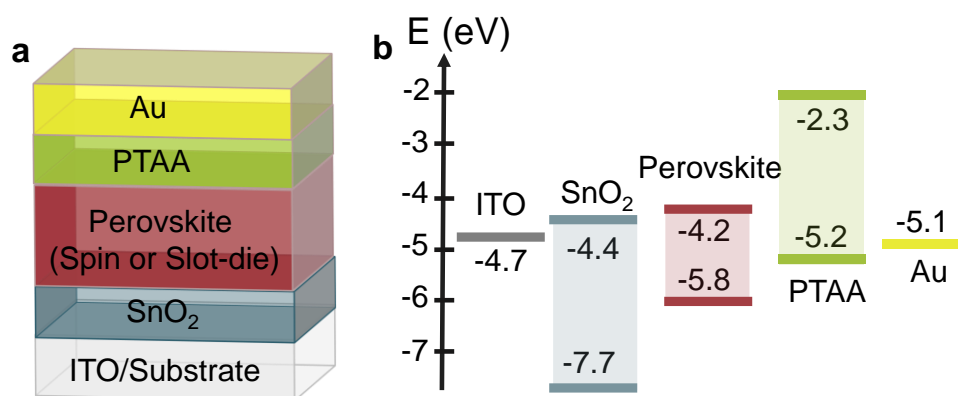 a
Au
PTAA
Perovskite
(Spin or Slot-die)
SnO₂
ITO/Substrate
b
E (eV)
-2
-3
-4
-5
-6
-7
ITO
-4.7
SnO₂
-4.4
-7.7
Perovskite
-4.2
-5.8
-2.3
-5.2
PTAA
-5.1
Au